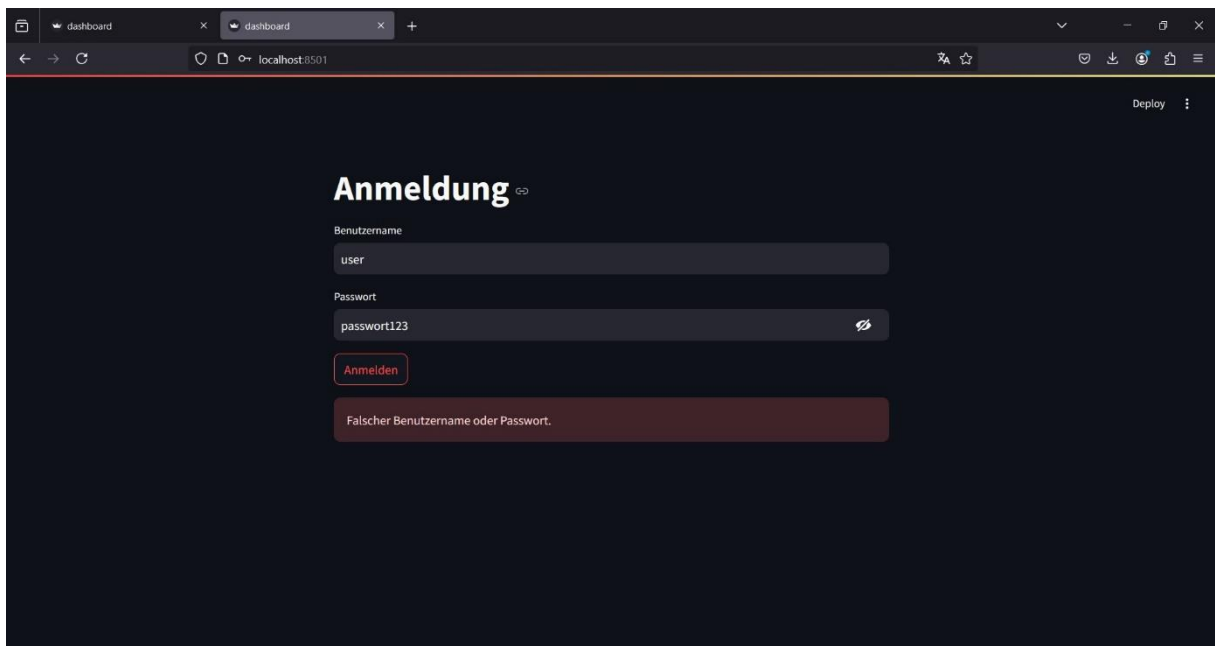 dashboard
dashboard
localhost:8501
Deploy
Anmeldung
Benutzername
user
Passwort
passwort123
Anmelden
Falscher Benutzername oder Passwort.